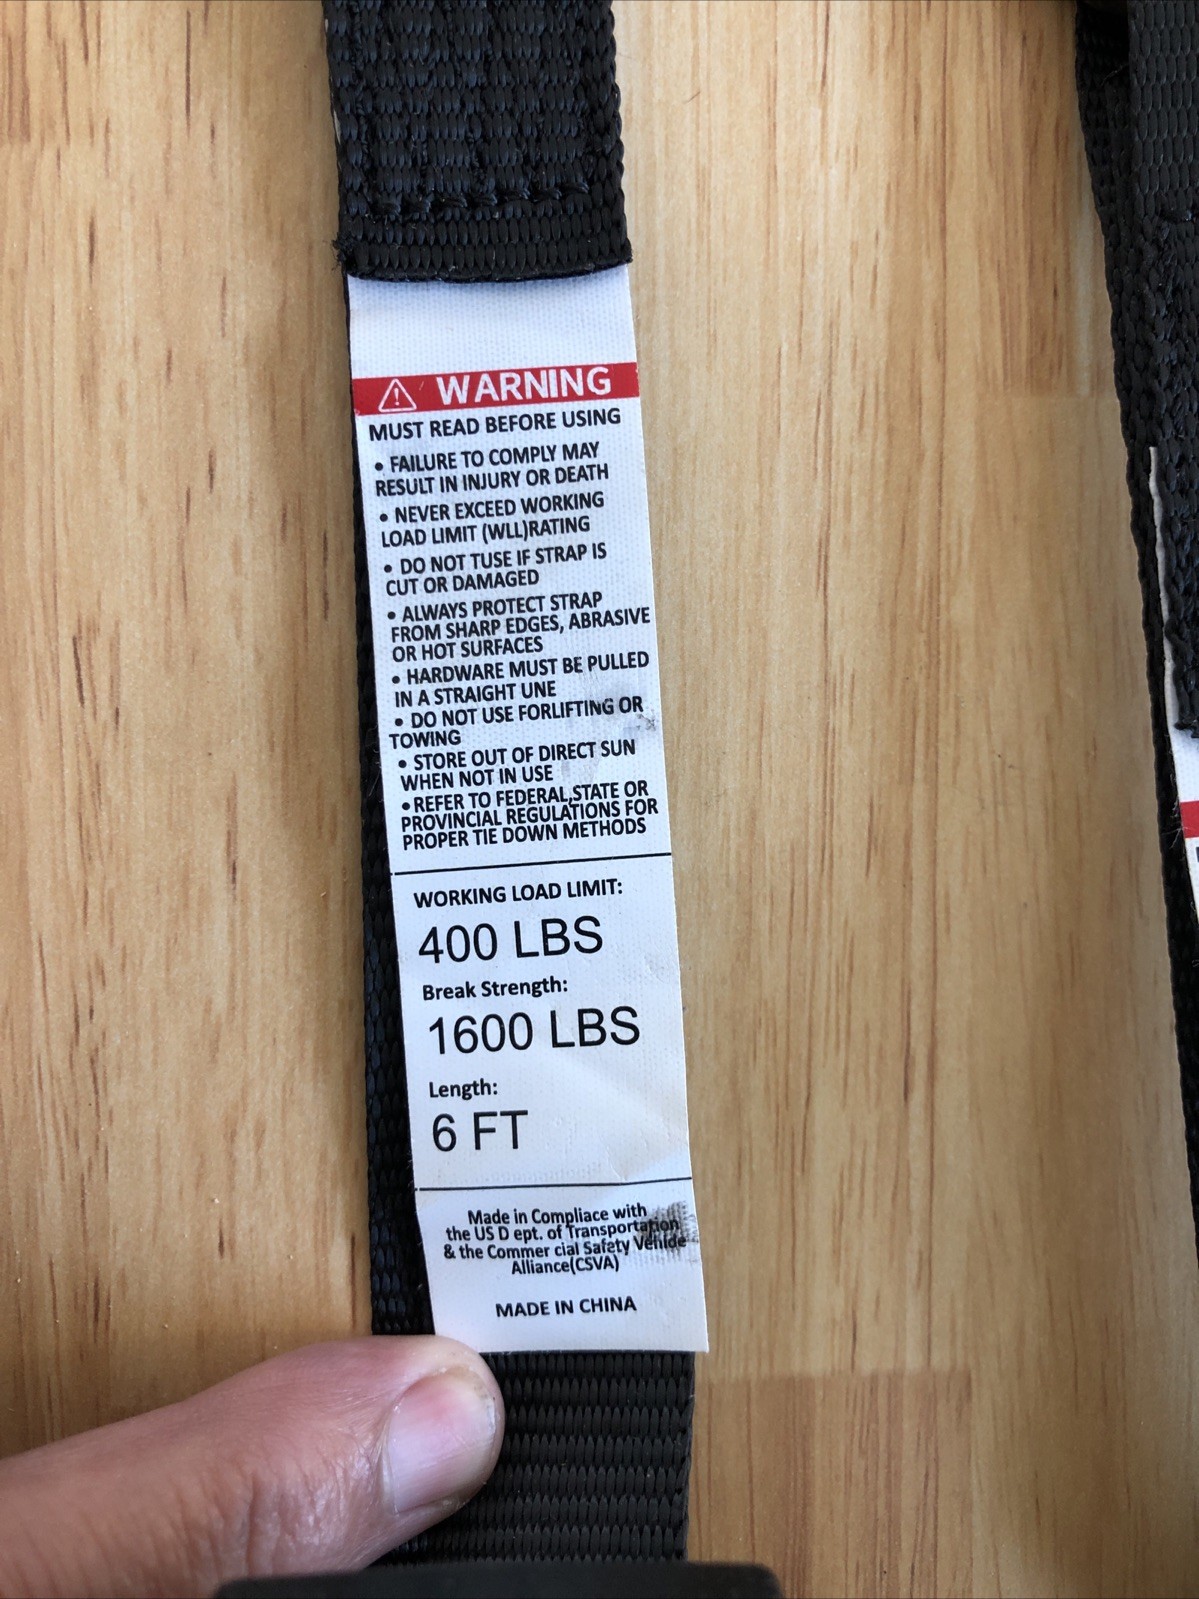 WARNING
MUST READ BEFORE USING
• FAILURE TO COMPLY MAY
RESULT IN INJURY OR DEATH
• NEVER EXCEED WORKING
LOAD LIMIT (WLL)RATING
• DO NOT TUSE IF STRAP IS
CUT OR DAMAGED
• ALWAYS PROTECT STRAP
FROM SHARP EDGES, ABRASIVE
OR HOT SURFACES
• HARDWARE MUST BE PULLED
IN A STRAIGHT UNE
• DO NOT USE FORLIFTING OR
TOWING
• STORE OUT OF DIRECT SUN
WHEN NOT IN USE
• REFER TO FEDERAL,STATE OR
PROVINCIAL REGULATIONS FOR
PROPER TIE DOWN METHODS
WORKING LOAD LIMIT:
400 LBS
Break Strength:
1600 LBS
Length:
6 FT
Made in Compliace with
the US D ept. of Transportation
& the Commer cial Safety Vehide
Alliance(CSVA)
MADE IN CHINA